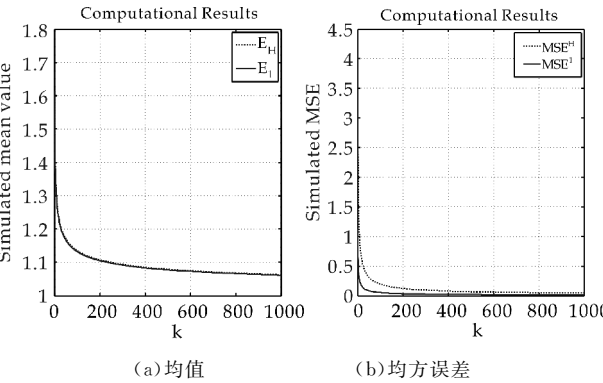 Computational Results
1.8
1.7
1.6
1.5
1.4
1.3
1.2
1.1
1
0 200 400 600 800 1000
Simulated mean value
k
E_H
E_1
(a)均值
Computational Results
4.5
4
3.5
3
2.5
2
1.5
1
0.5
0
0 200 400 600 800 1000
Simulated MSE
k
MSE^H
MSE^1
(b)均方误差